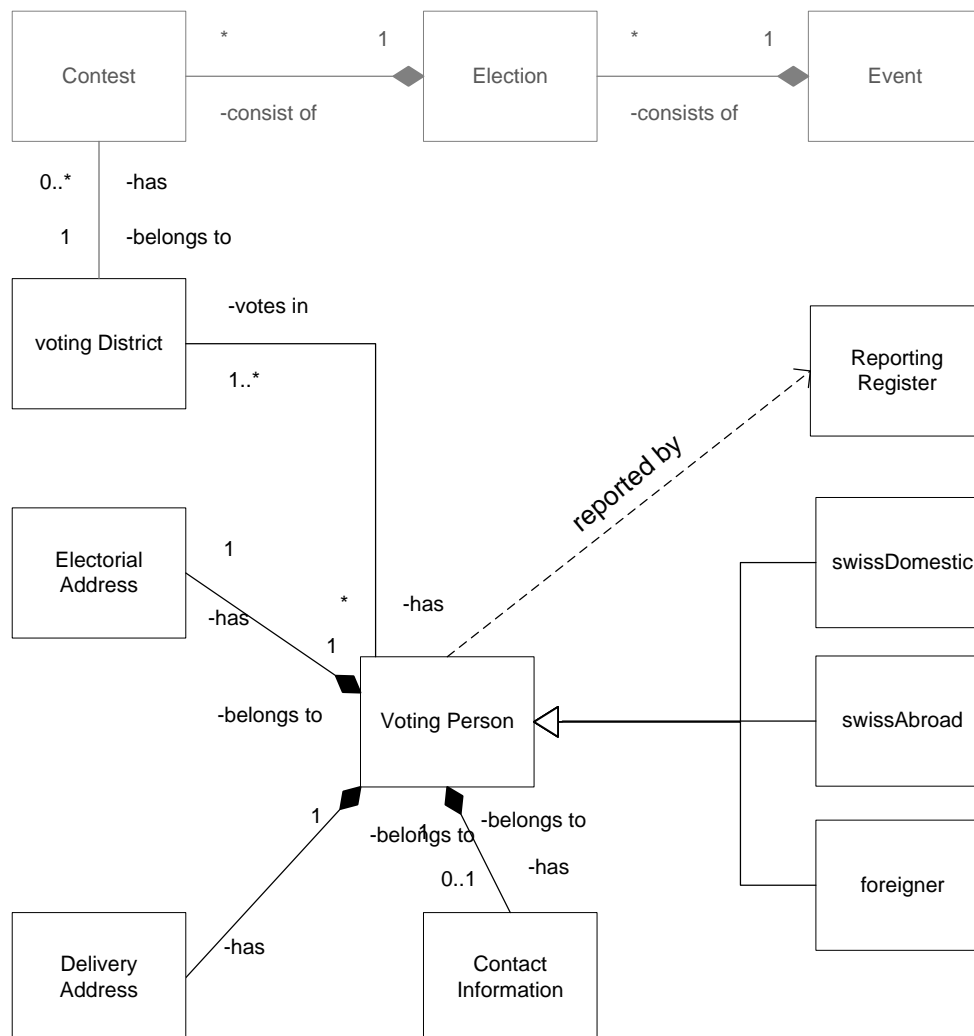 * 1 * 1
Contest Election Event
-consist of -consists of
0..* -has
1 -belongs to
-votes in
voting District
1..*
Reporting
Register
reported by
Electorial
Address
1
-has
* -has
1
-belongs to
Voting Person
swissDomestic
swissAbroad
foreigner
1
-belongs to
1
-belongs to
0..1
-has
-has
Delivery
Address
Contact
Information